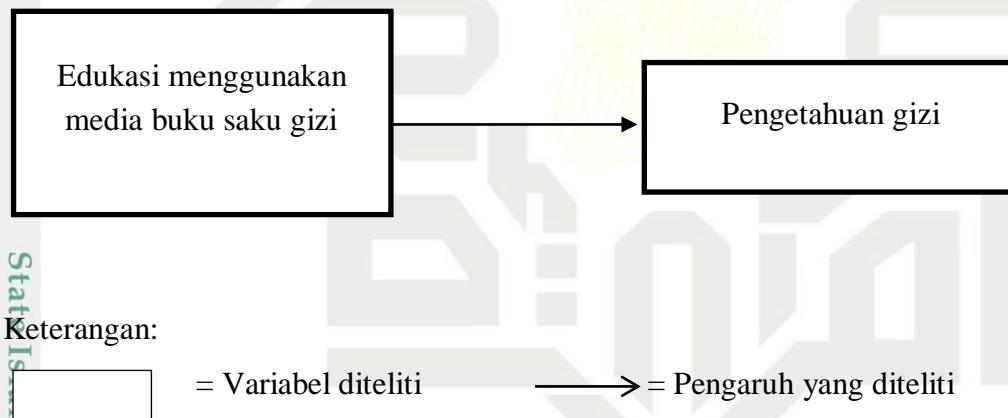 Edukasi menggunakan
media buku saku gizi
Pengetahuan gizi
Keterangan:
= Variabel diteliti
= Pengaruh yang diteliti